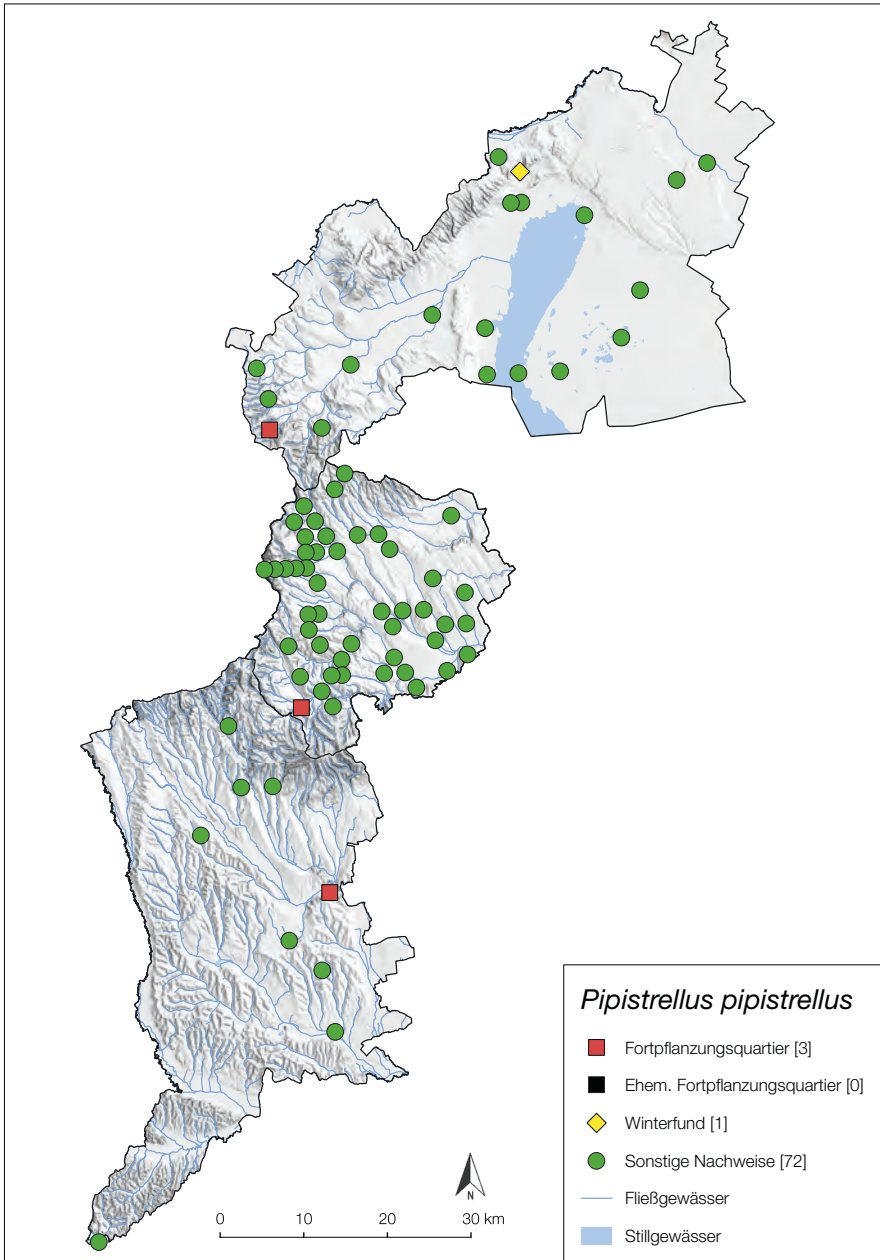 Pipistrellus pipistrellus
Fortpflanzungsquartier [3]
Ehem. Fortpflanzungsquartier [0]
Winterfund [1]
Sonstige Nachweise [72]
Fließgewässer
Stillgewässer
N
0 10 20 30 km